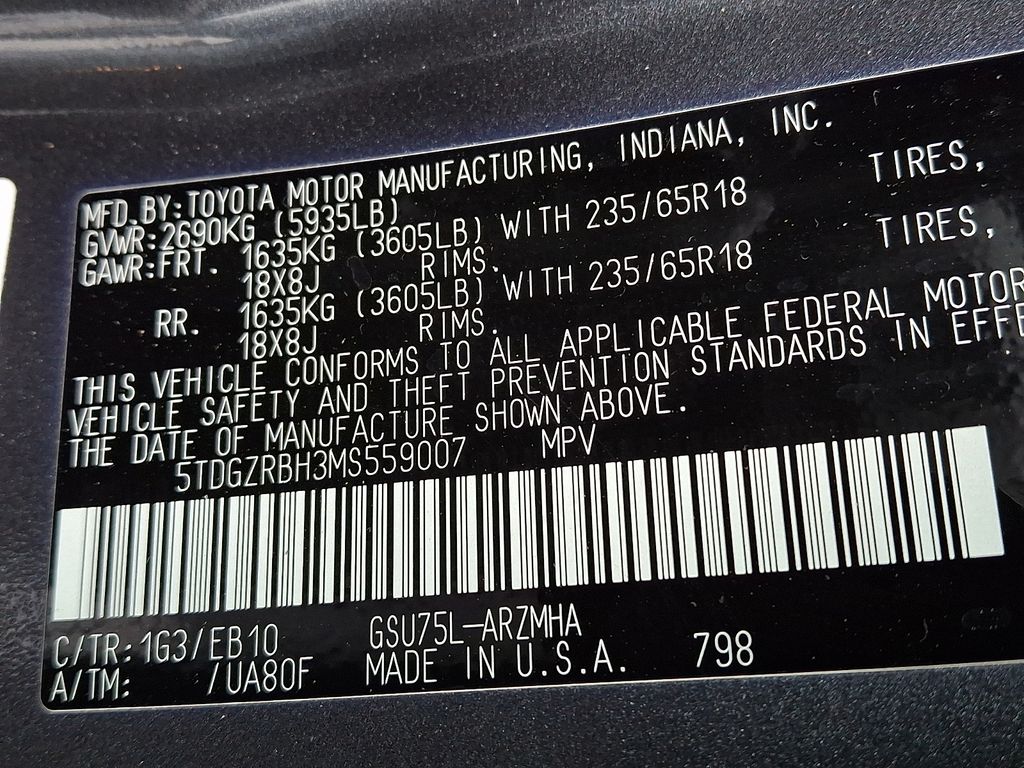 MFD. BY: TOYOTA MOTOR MANUFACTURING, INDIANA, INC.
GVWR: 2690KG (5935LB)
GAWR: FRT. 1635KG (3605LB) WITH 235/65R18 TIRES,
18X8J RIMS.
RR. 1635KG (3605LB) WITH 235/65R18 TIRES,
18X8J RIMS.
THIS VEHICLE CONFORMS TO ALL APPLICABLE FEDERAL MOTOR
VEHICLE SAFETY AND THEFT PREVENTION STANDARDS IN EFFE
THE DATE OF MANUFACTURE SHOWN ABOVE.
5TDGZRBH3MS559007 MPV
C/TR: 1G3/EB10 GSU75L-ARZMHA
A/TM: /UA80F MADE IN U.S.A. 798